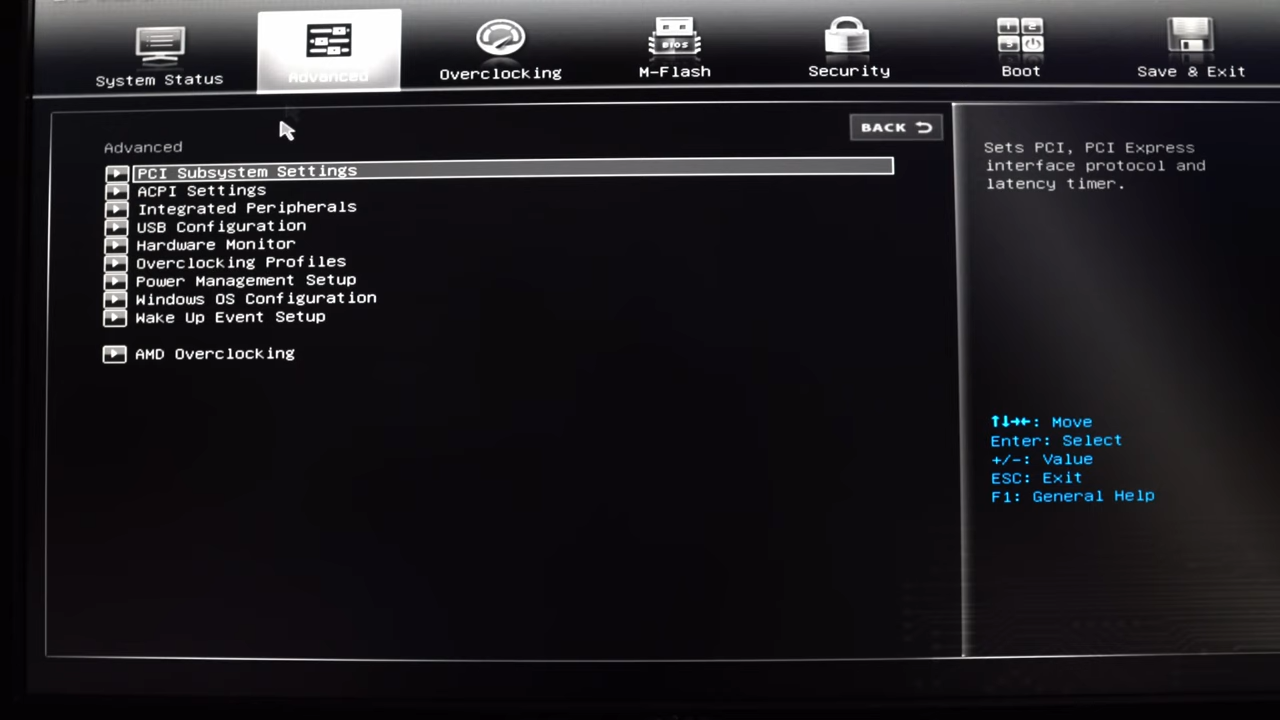 System Status
Advanced
Overclocking
M-Flash
BIOS
Security
Boot
Save & Exit
Advanced
BACK
PCI Subsystem Settings
ACPI Settings
Integrated Peripherals
USB Configuration
Hardware Monitor
Overclocking Profiles
Power Management Setup
Windows OS Configuration
Wake Up Event Setup
AMD Overclocking
Sets PCI, PCI Express
interface protocol and
latency timer.
↑↓→←: Move
Enter: Select
+/-: Value
ESC: Exit
F1: General Help